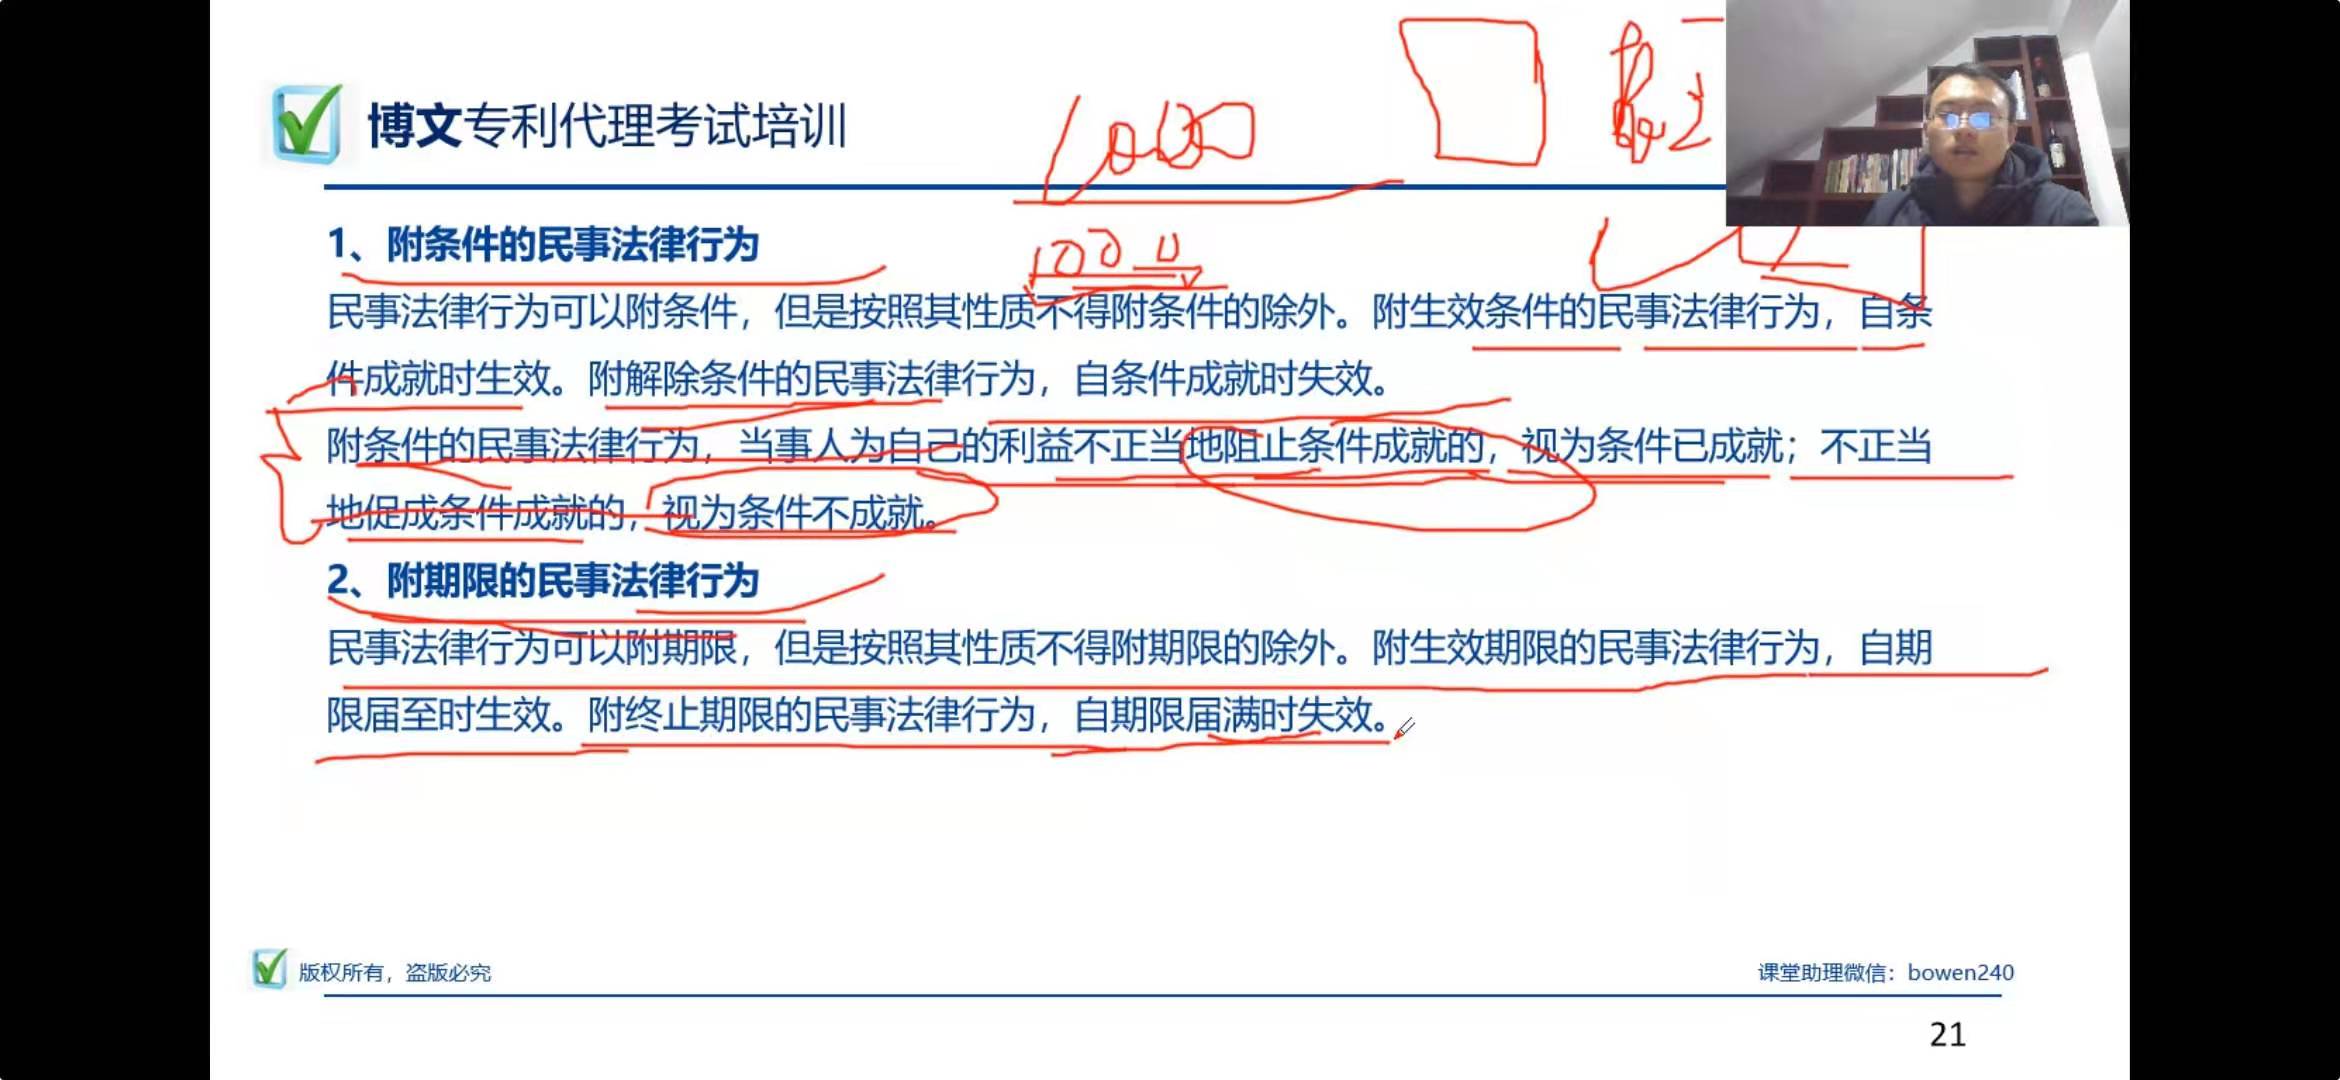 博文专利代理考试培训
10000
1000
1、附条件的民事法律行为
民事法律行为可以附条件，但是按照其性质不得附条件的除外。附生效条件的民事法律行为，自条
件成就时生效。附解除条件的民事法律行为，自条件成就时失效。
附条件的民事法律行为，当事人为自己的利益不正当地阻止条件成就的，视为条件已成就；不正当
地促成条件成就的，视为条件不成就。
2、附期限的民事法律行为
民事法律行为可以附期限，但是按照其性质不得附期限的除外。附生效期限的民事法律行为，自期
限届至时生效。附终止期限的民事法律行为，自期限届满时失效。
版权所有，盗版必究
课堂助理微信：bowen240
21